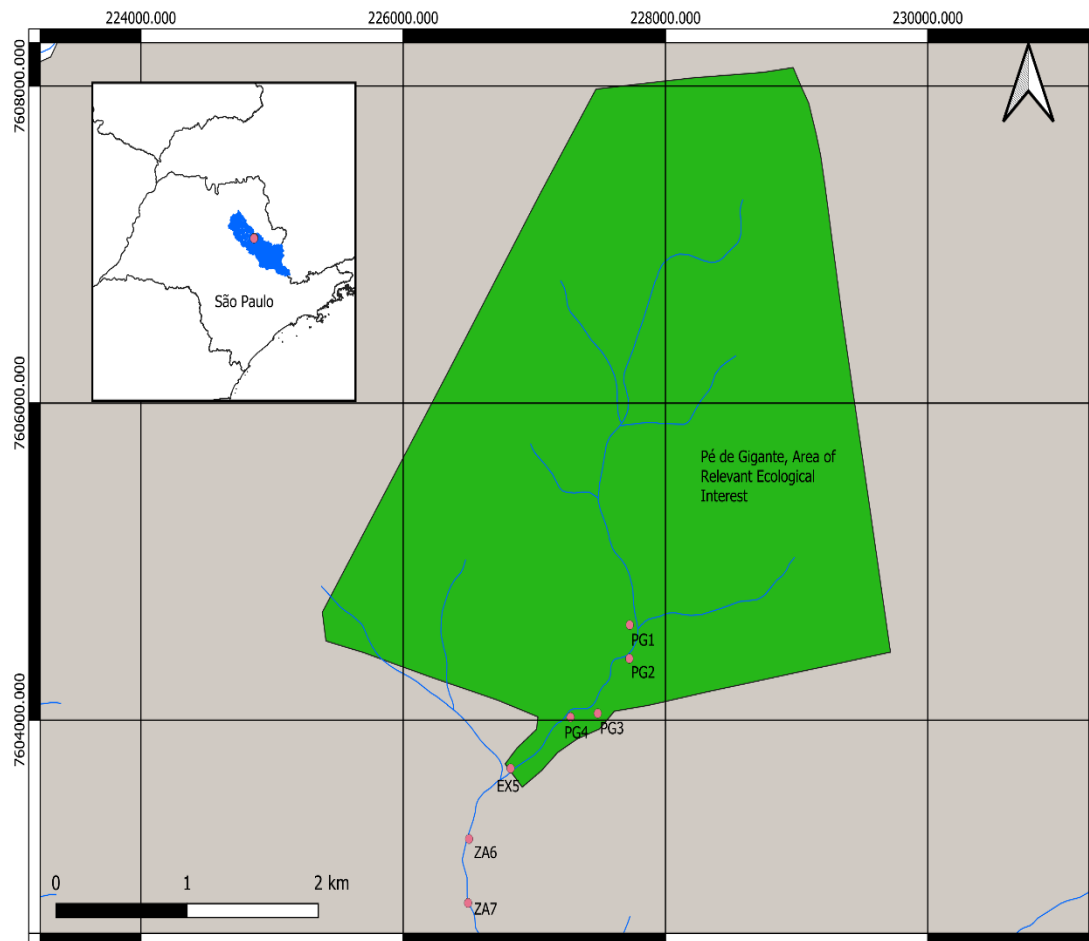 224000.000
226000.000
228000.000
230000.000
7608000.000
7606000.000
7604000.000
São Paulo
Pé de Gigante, Area of
Relevant Ecological
Interest
PG1
PG2
PG3
PG4
EX5
ZA6
ZA7
0 1 2 km